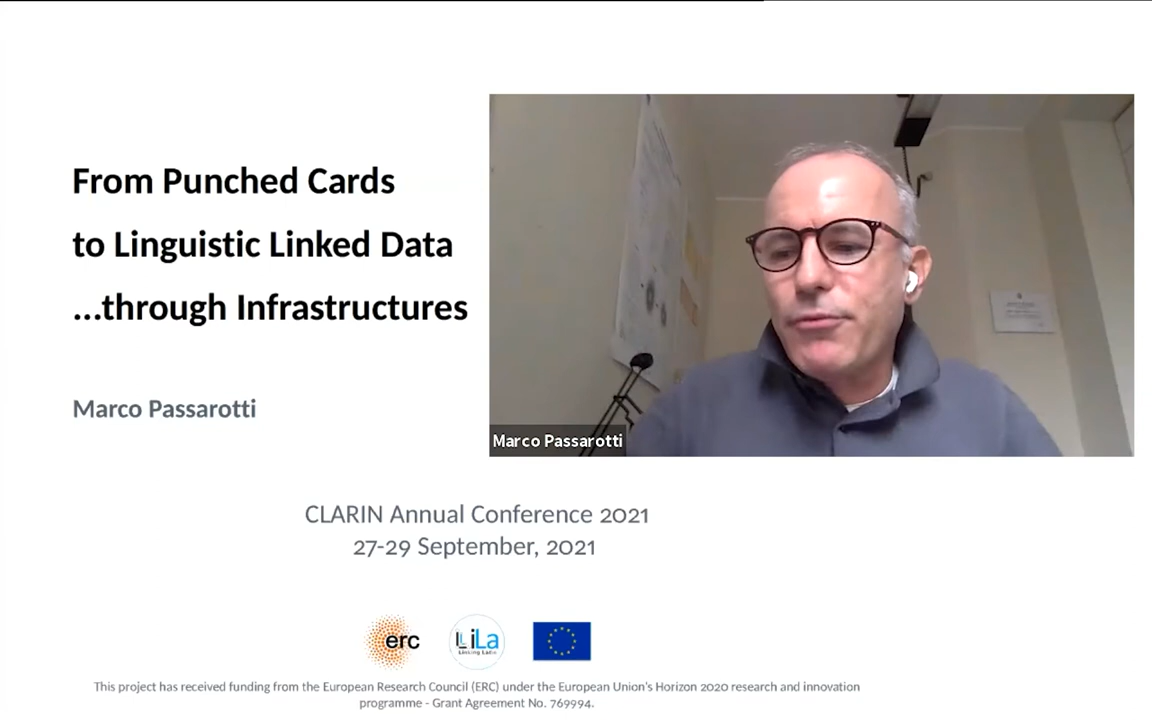 From Punched Cards
to Linguistic Linked Data
...through Infrastructures
Marco Passarotti
Marco Passarotti
CLARIN Annual Conference 2021
27-29 September, 2021
erc
LiLa
Linking Latin
This project has received funding from the European Research Council (ERC) under the European Union's Horizon 2020 research and innovation
programme - Grant Agreement No. 769994.